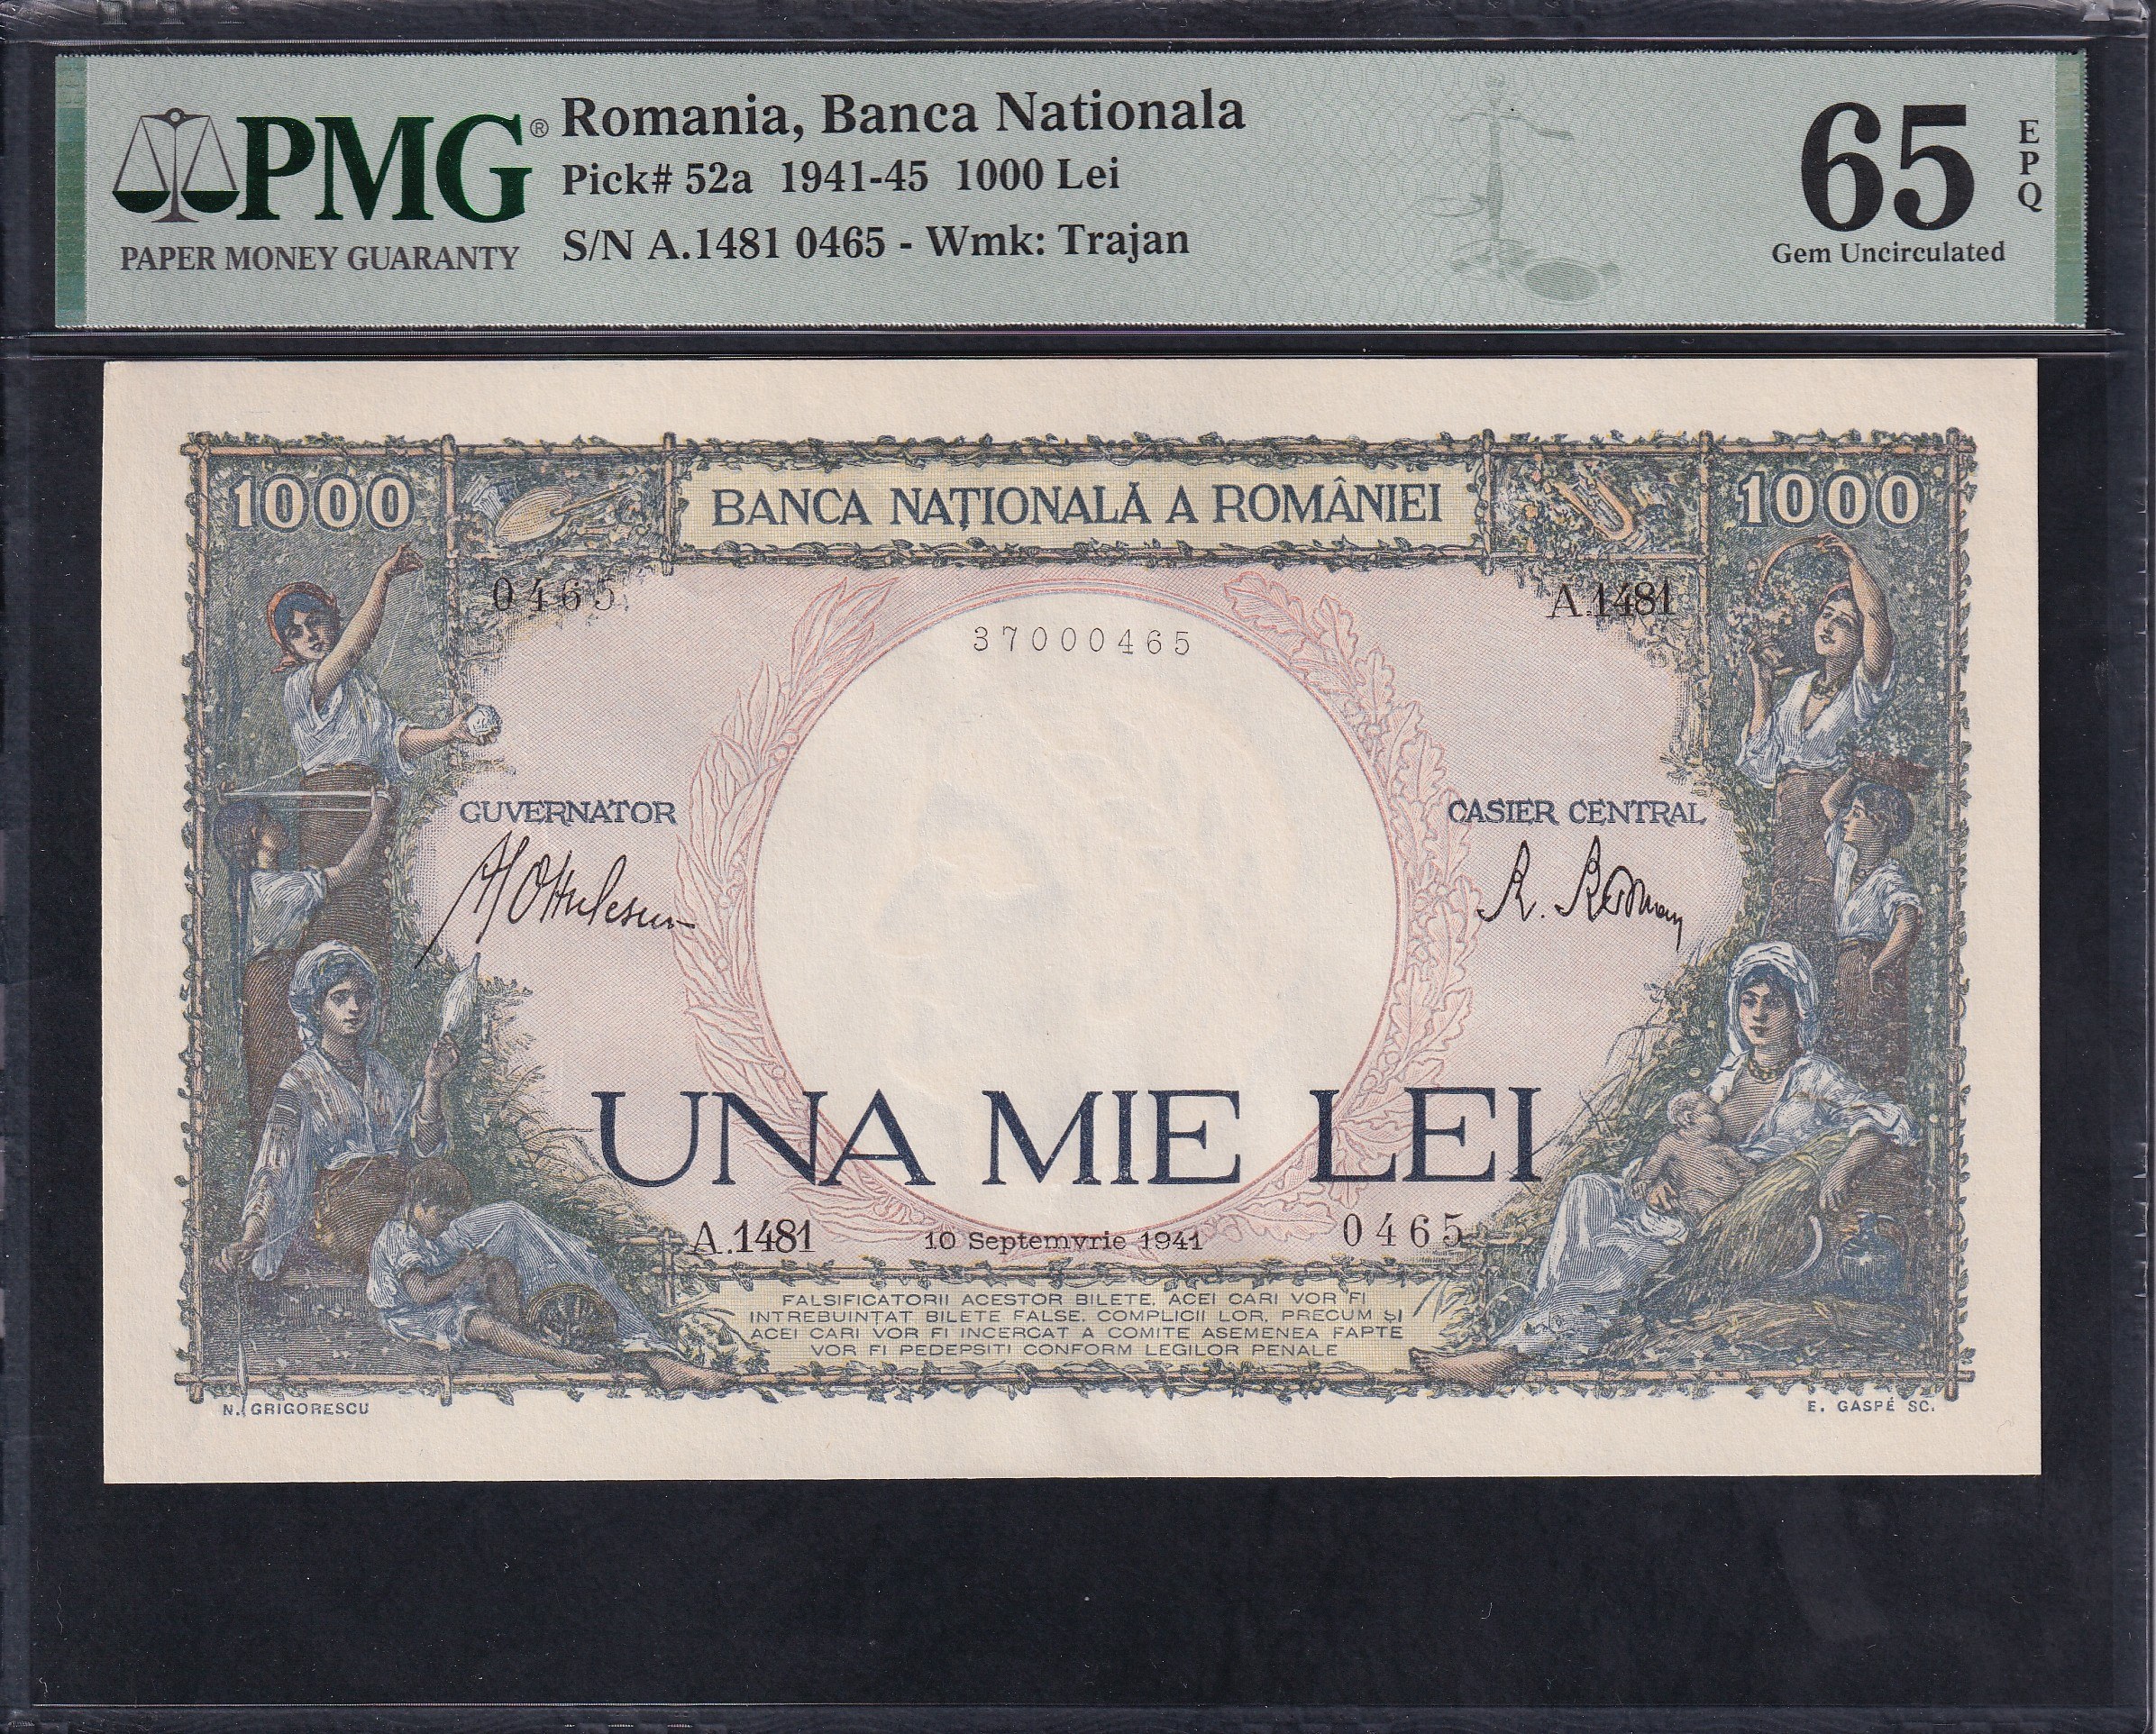 PMG®
PAPER MONEY GUARANTY
Romania, Banca Nationala
Pick# 52a 1941-45 1000 Lei
S/N A.1481 0465 - Wmk: Trajan
65
EPQ
Gem Uncirculated
1000
BANCA NAȚIONALĂ A ROMÂNIEI
1000
0465
A.1481
37000465
GUVERNATOR
CASIER CENTRAL
UNA MIE LEI
A.1481
10 Septemvrie 1941
0465
FALSIFICATORII ACESTOR BILETE, ACEI CARI VOR FI
INTREBUINȚAT BILETE FALSE, COMPLICII LOR, PRECUM ȘI
ACEI CARI VOR FI INCERCAT A COMITE ASEMENEA FAPTE
VOR FI PEDEPSITI CONFORM LEGILOR PENALE
N. GRIGORESCU
E. GASPÉ SC.